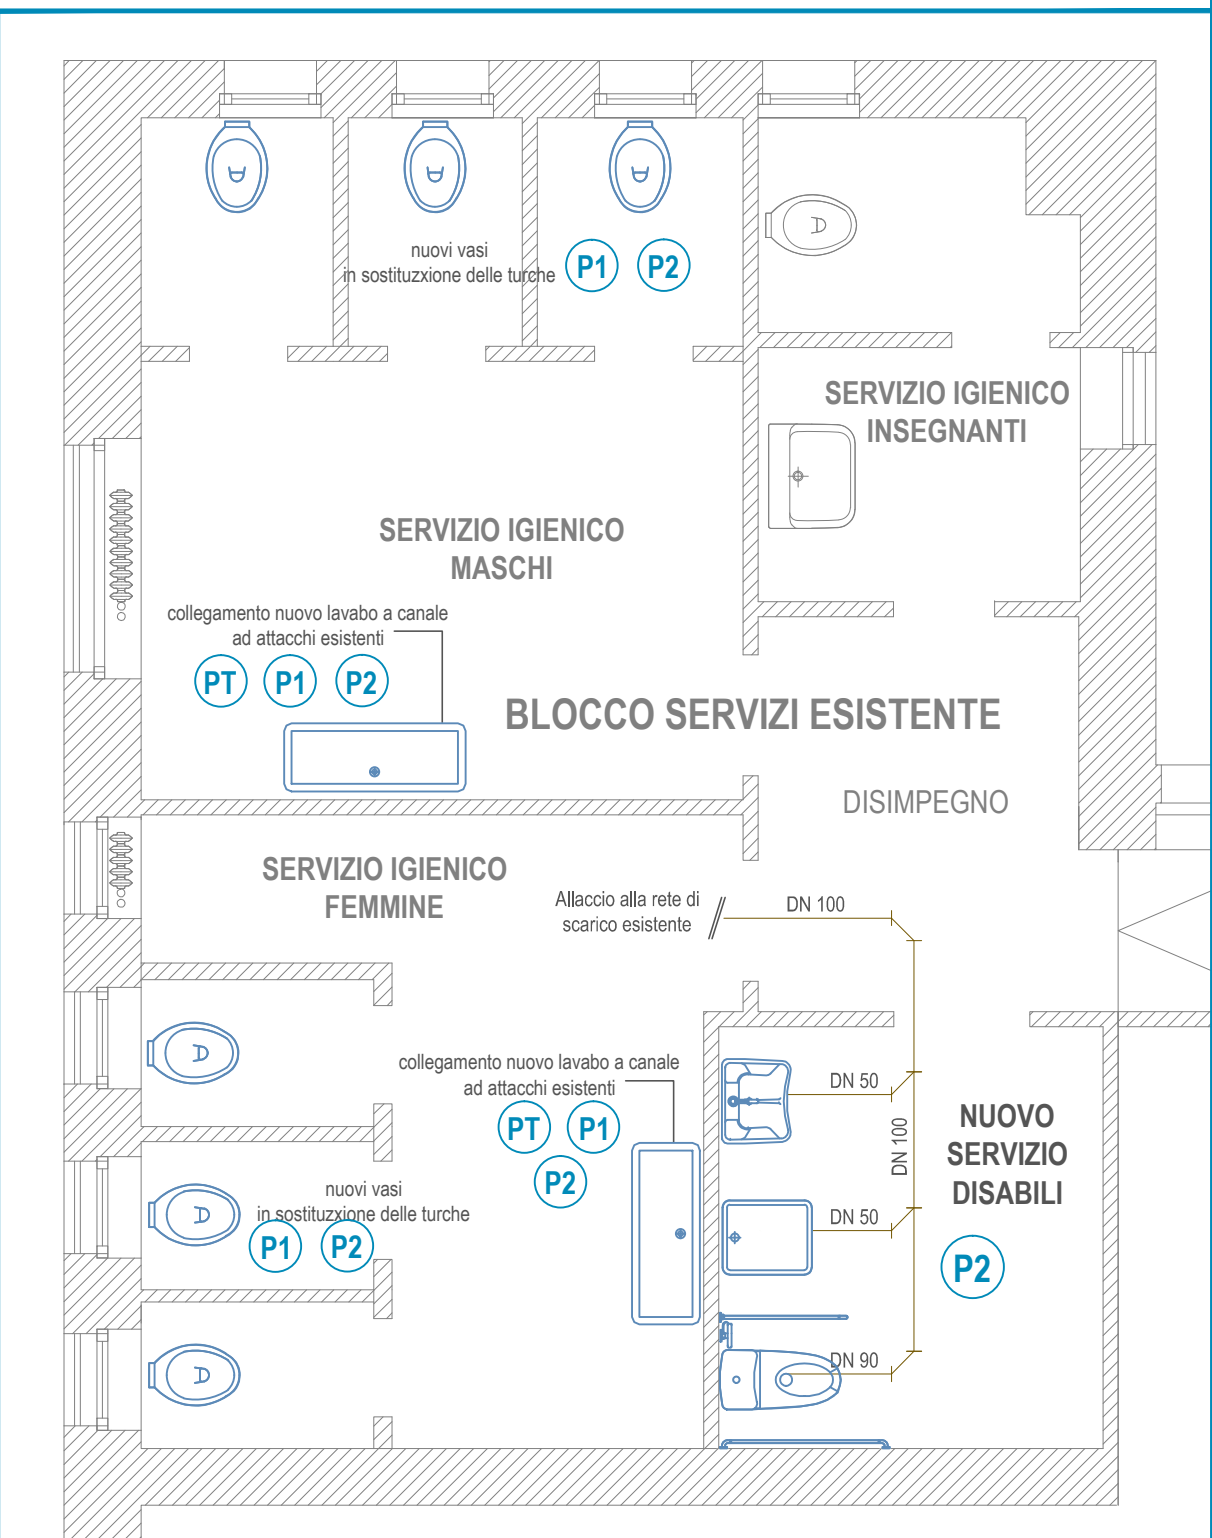 nuovi vasi
in sostituzxione delle turche
P1 P2
SERVIZIO IGIENICO
INSEGNANTI
SERVIZIO IGIENICO
MASCHI
collegamento nuovo lavabo a canale
ad attacchi esistenti
PT P1 P2
BLOCCO SERVIZI ESISTENTE
DISIMPEGNO
SERVIZIO IGIENICO
FEMMINE
Allaccio alla rete di
scarico esistente
DN 100
collegamento nuovo lavabo a canale
ad attacchi esistenti
PT P1
P2
nuovi vasi
in sostituzxione delle turche
P1 P2
DN 50
DN 100
DN 50
DN 90
NUOVO
SERVIZIO
DISABILI
P2